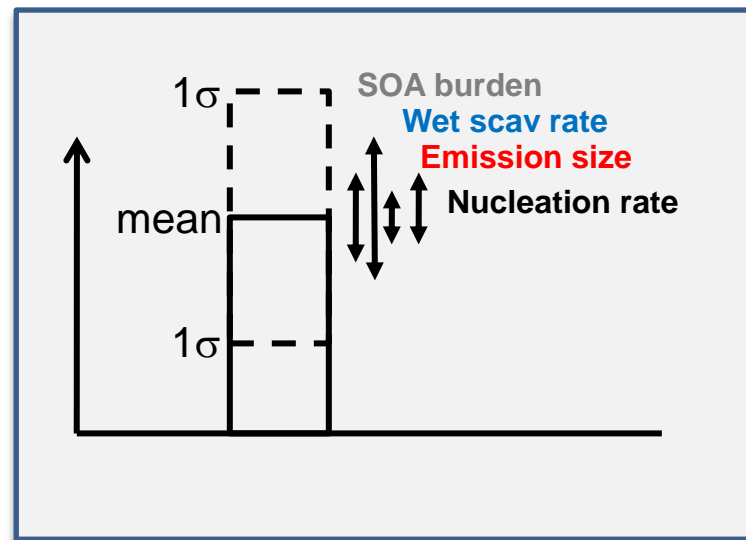 1σ
SOA burden
Wet scav rate
Emission size
Nucleation rate
mean
1σ